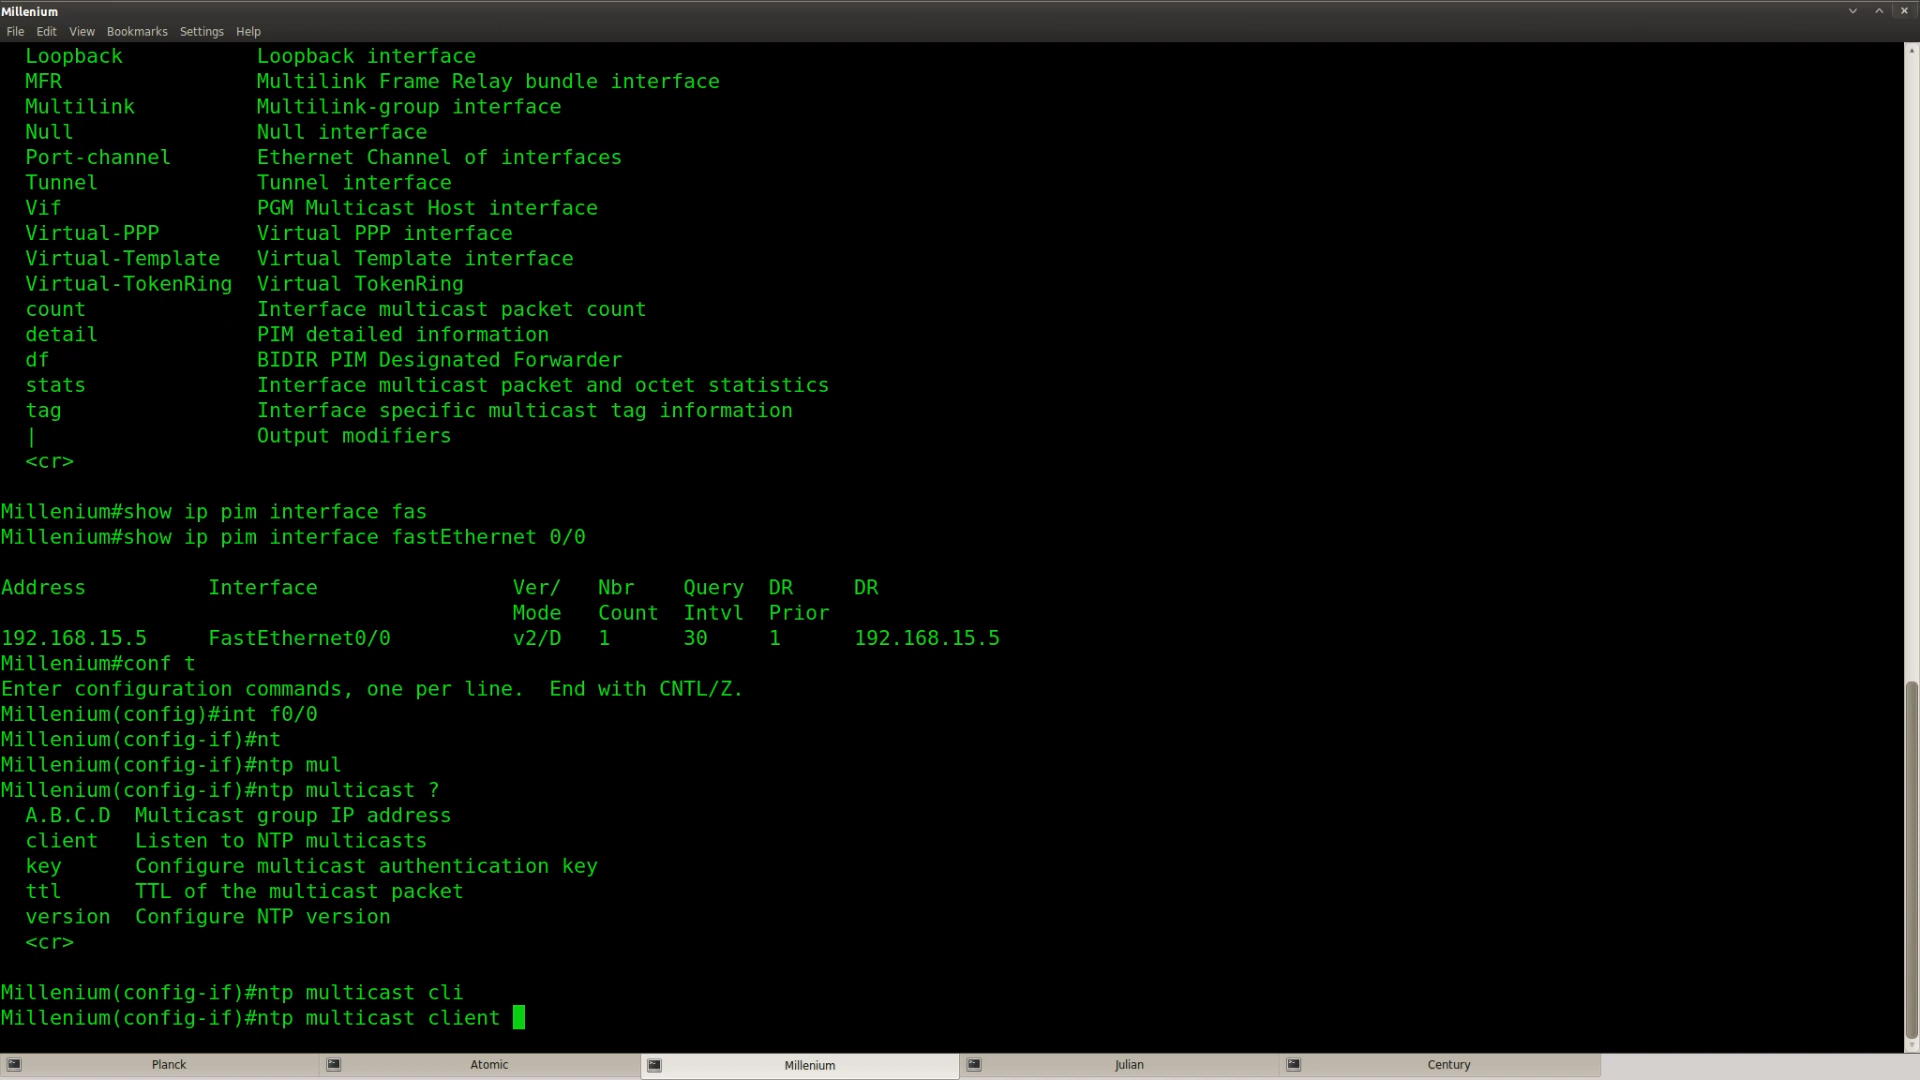 Millenium
File Edit View Bookmarks Settings Help
Loopback Loopback interface
MFR Multilink Frame Relay bundle interface
Multilink Multilink-group interface
Null Null interface
Port-channel Ethernet Channel of interfaces
Tunnel Tunnel interface
Vif PGM Multicast Host interface
Virtual-PPP Virtual PPP interface
Virtual-Template Virtual Template interface
Virtual-TokenRing Virtual TokenRing
count Interface multicast packet count
detail PIM detailed information
df BIDIR PIM Designated Forwarder
stats Interface multicast packet and octet statistics
tag Interface specific multicast tag information
| Output modifiers
<cr>
Millenium#show ip pim interface fas
Millenium#show ip pim interface fastEthernet 0/0
Address Interface Ver/ Nbr Query DR DR
Mode Count Intvl Prior
192.168.15.5 FastEthernet0/0 v2/D 1 30 1 192.168.15.5
Millenium#conf t
Enter configuration commands, one per line. End with CNTL/Z.
Millenium(config)#int f0/0
Millenium(config-if)#nt
Millenium(config-if)#ntp mul
Millenium(config-if)#ntp multicast ?
A.B.C.D Multicast group IP address
client Listen to NTP multicasts
key Configure multicast authentication key
ttl TTL of the multicast packet
version Configure NTP version
<cr>
Millenium(config-if)#ntp multicast cli
Millenium(config-if)#ntp multicast client
Planck Atomic Millenium Julian Century